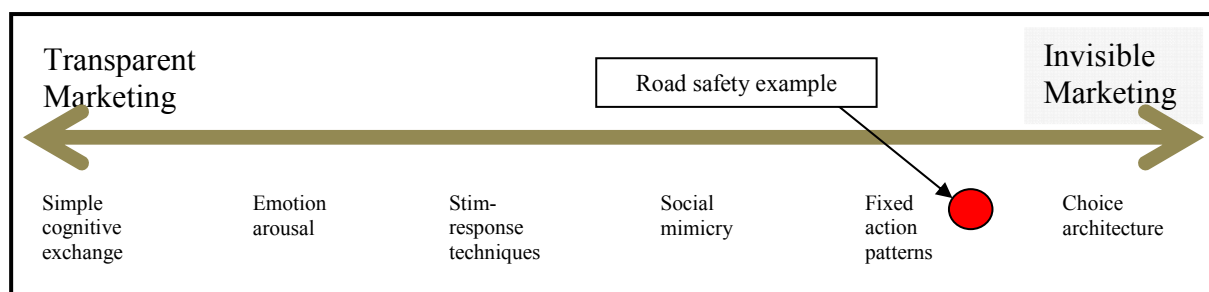 Transparent
Marketing
Road safety example
Invisible
Marketing
Simple
cognitive
exchange
Emotion
arousal
Stim-
response
techniques
Social
mimicry
Fixed
action
patterns
Choice
architecture